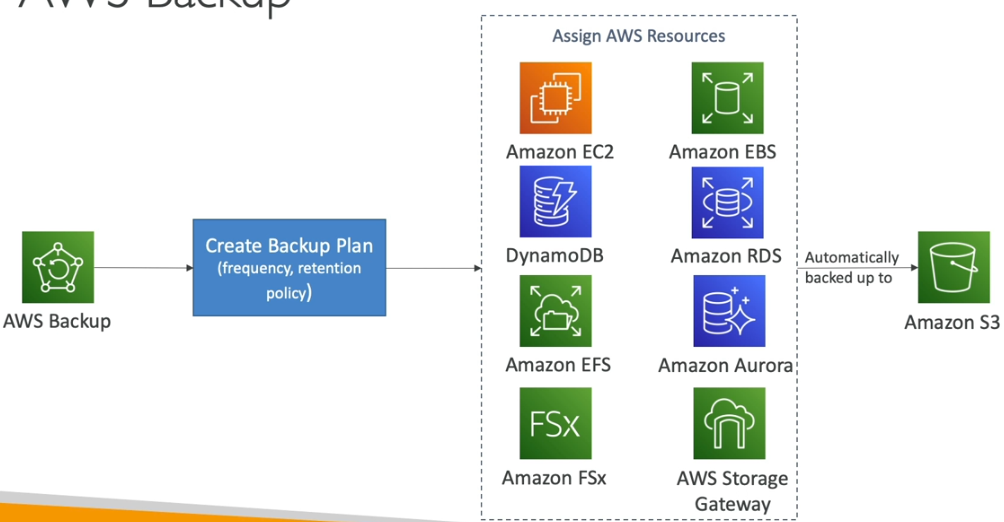 AWS Backup
Assign AWS Resources
Amazon EC2
Amazon EBS
DynamoDB
Amazon RDS
Create Backup Plan
(frequency, retention
policy)
Automatically
backed up to
AWS Backup
Amazon S3
Amazon EFS
Amazon Aurora
FSx
Amazon FSx
AWS Storage
Gateway